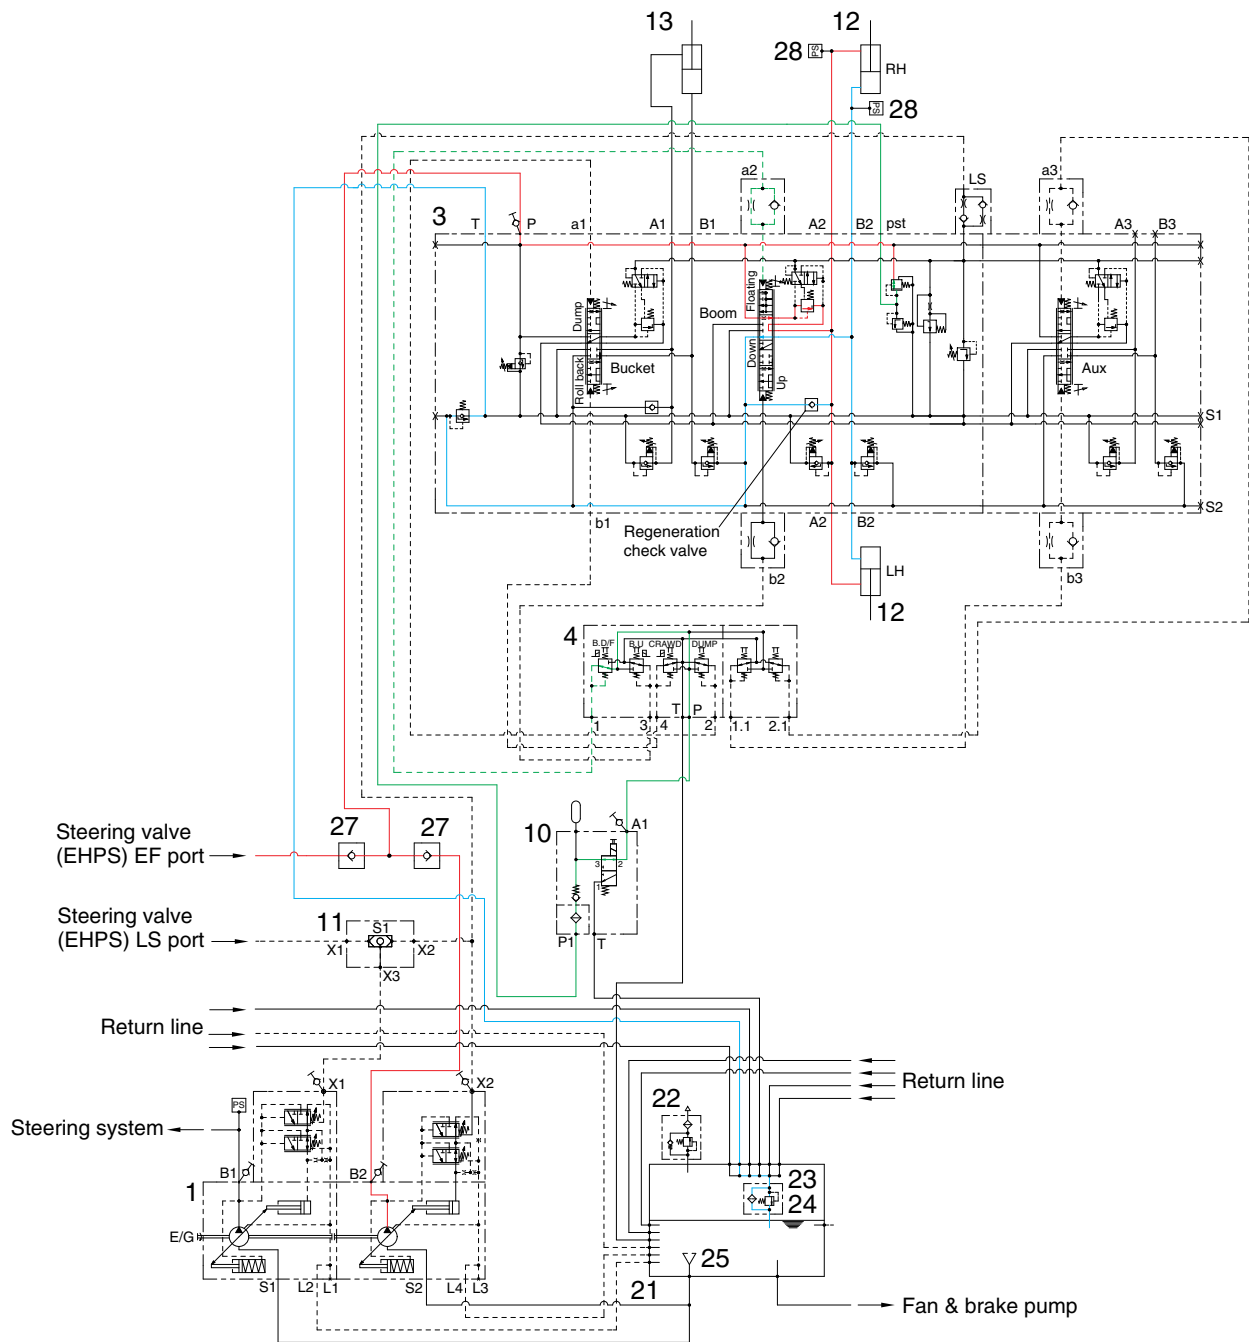 13
12
28
PS
RH
PS
28
a2
LS
a3
3
T
P
a1
A1
B1
A2
B2
pst
A3
B3
Dump
Roll back
Bucket
Boom
Floating
Down
Up
Aux
S1
S2
b1
Regeneration
check valve
A2
B2
b2
b3
LH
12
4
B.D/F
B.U
CRAWD
DUMP
T
P
1
3
4
2
1.1
2.1
Steering valve
(EHPS) EF port
27
27
10
A1
3
2
1
P1
T
Steering valve
(EHPS) LS port
11
S1
X1
X2
X3
Return line
Return line
X1
X2
PS
Steering system
22
B1
B2
1
E/G
23
24
25
21
S1
L2
L1
S2
L4
L3
Fan & brake pump